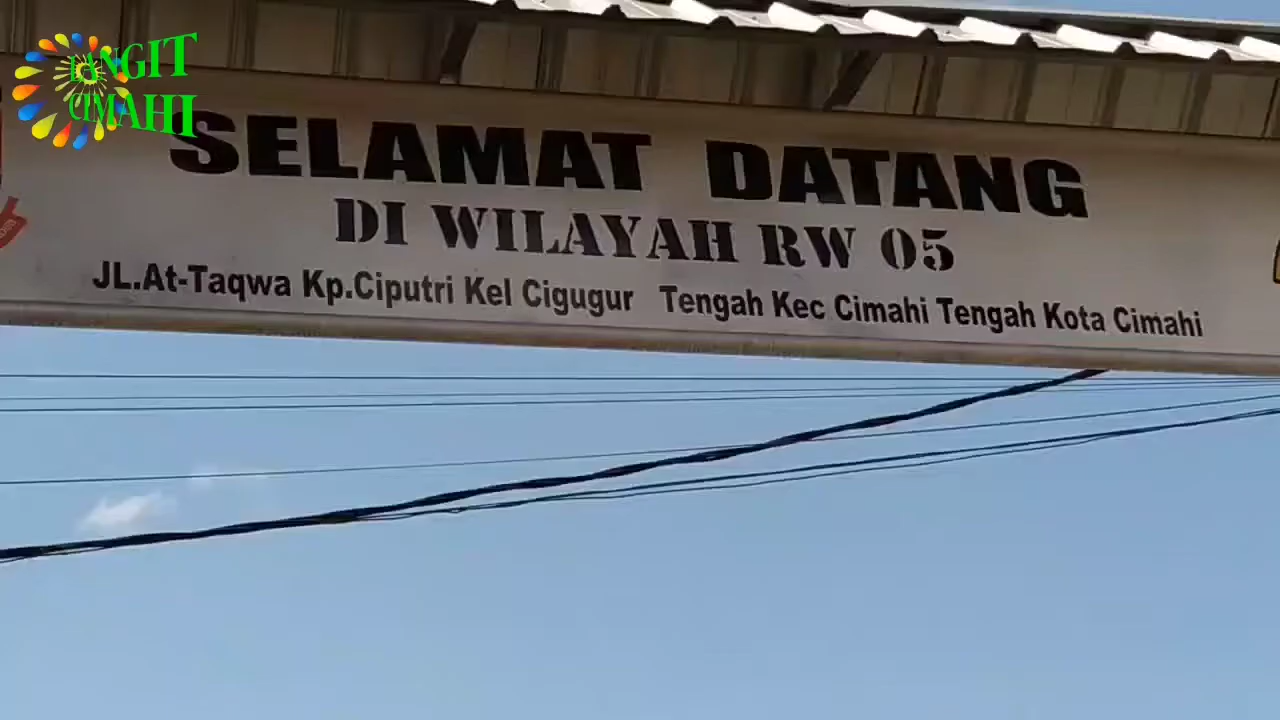 LANGIT
CIMAHI
SELAMAT DATANG
DI WILAYAH RW 05
JL.At-Taqwa Kp.Ciputri Kel Cigugur Tengah Kec Cimahi Tengah Kota Cimahi